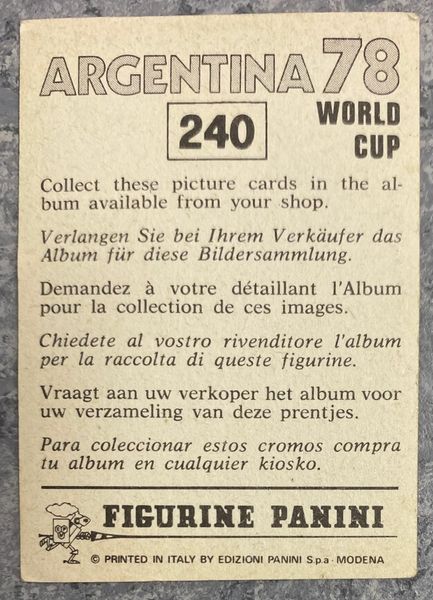 ARGENTINA 78
240
WORLD
CUP
Collect these picture cards in the al-
bum available from your shop.
Verlangen Sie bei Ihrem Verkäufer das
Album für diese Bildersammlung.
Demandez à votre détaillant l'Album
pour la collection de ces images.
Chiedete al vostro rivenditore l'album
per la raccolta di queste figurine.
Vraagt aan uw verkoper het album voor
uw verzameling van deze prentjes.
Para coleccionar estos cromos compra
tu album en cualquier kiosko.
FIGURINE PANINI
© PRINTED IN ITALY BY EDIZIONI PANINI S.p.a - MODENA